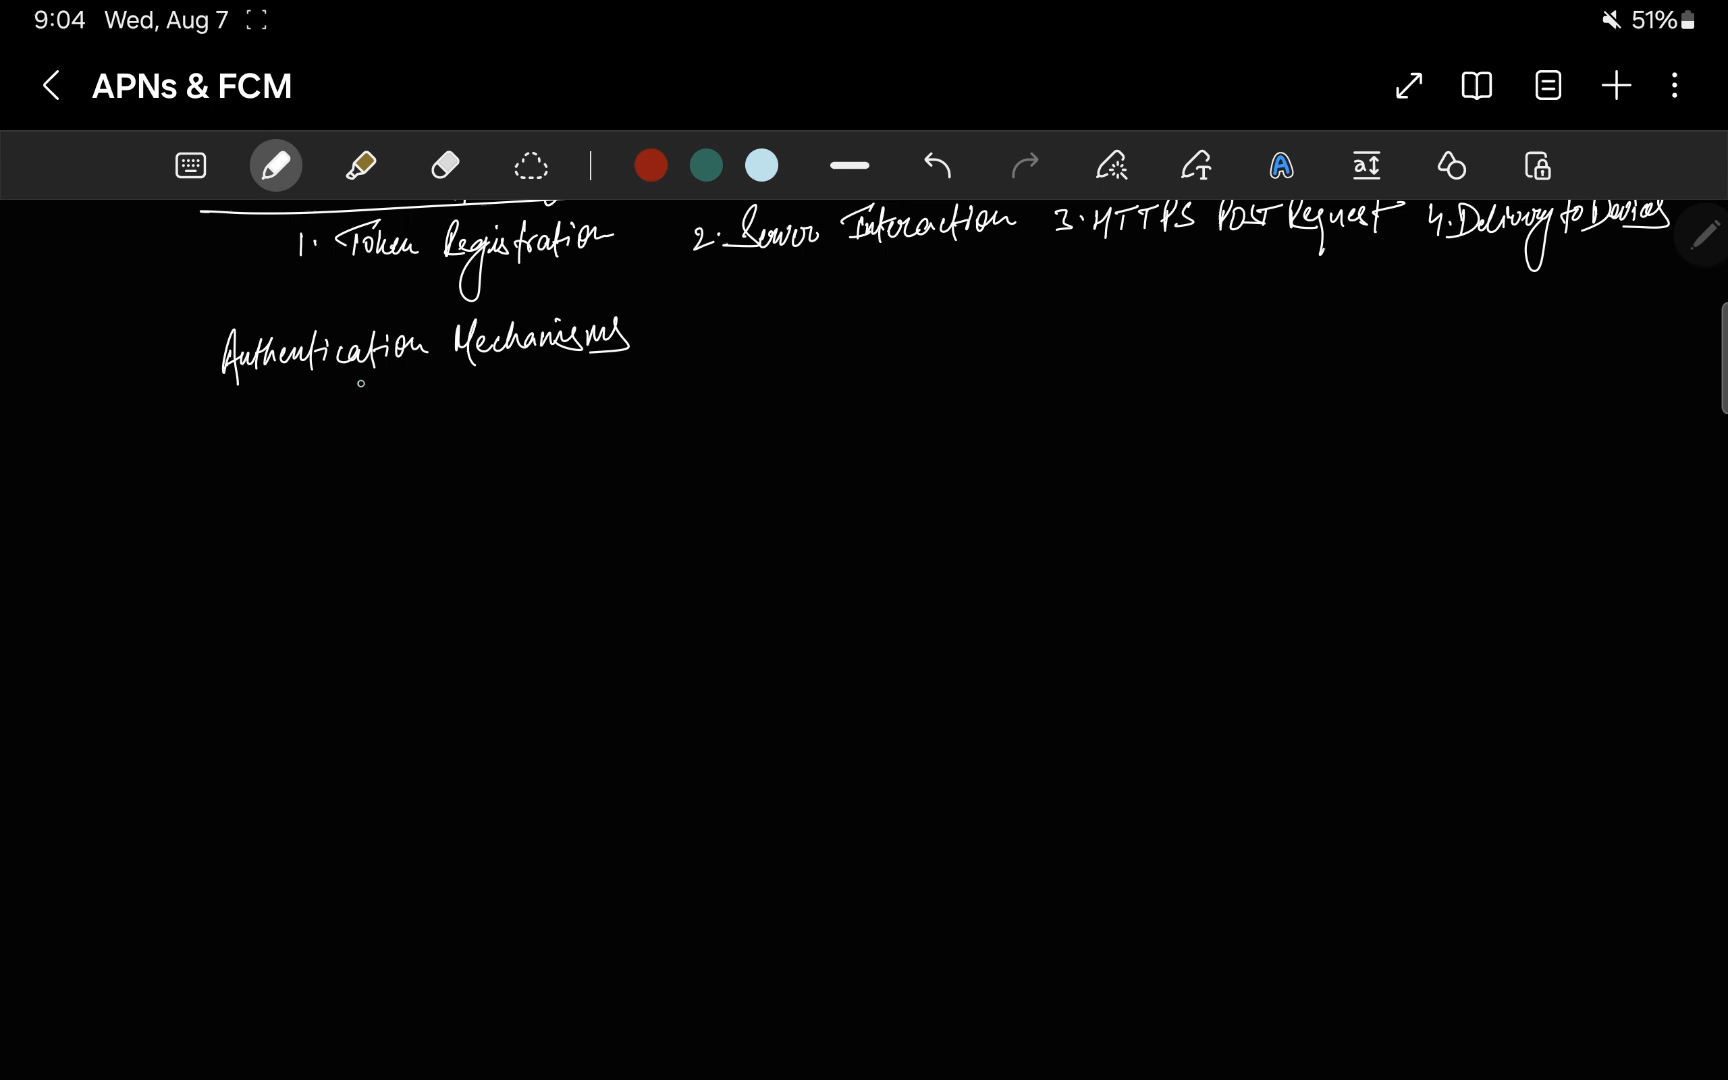 9:04 Wed, Aug 7 51%
APNs & FCM
1. Token Registration 2. Server Interaction 3. HTTPS POST Request 4. Delivery to Devices
Authentication Mechanisms